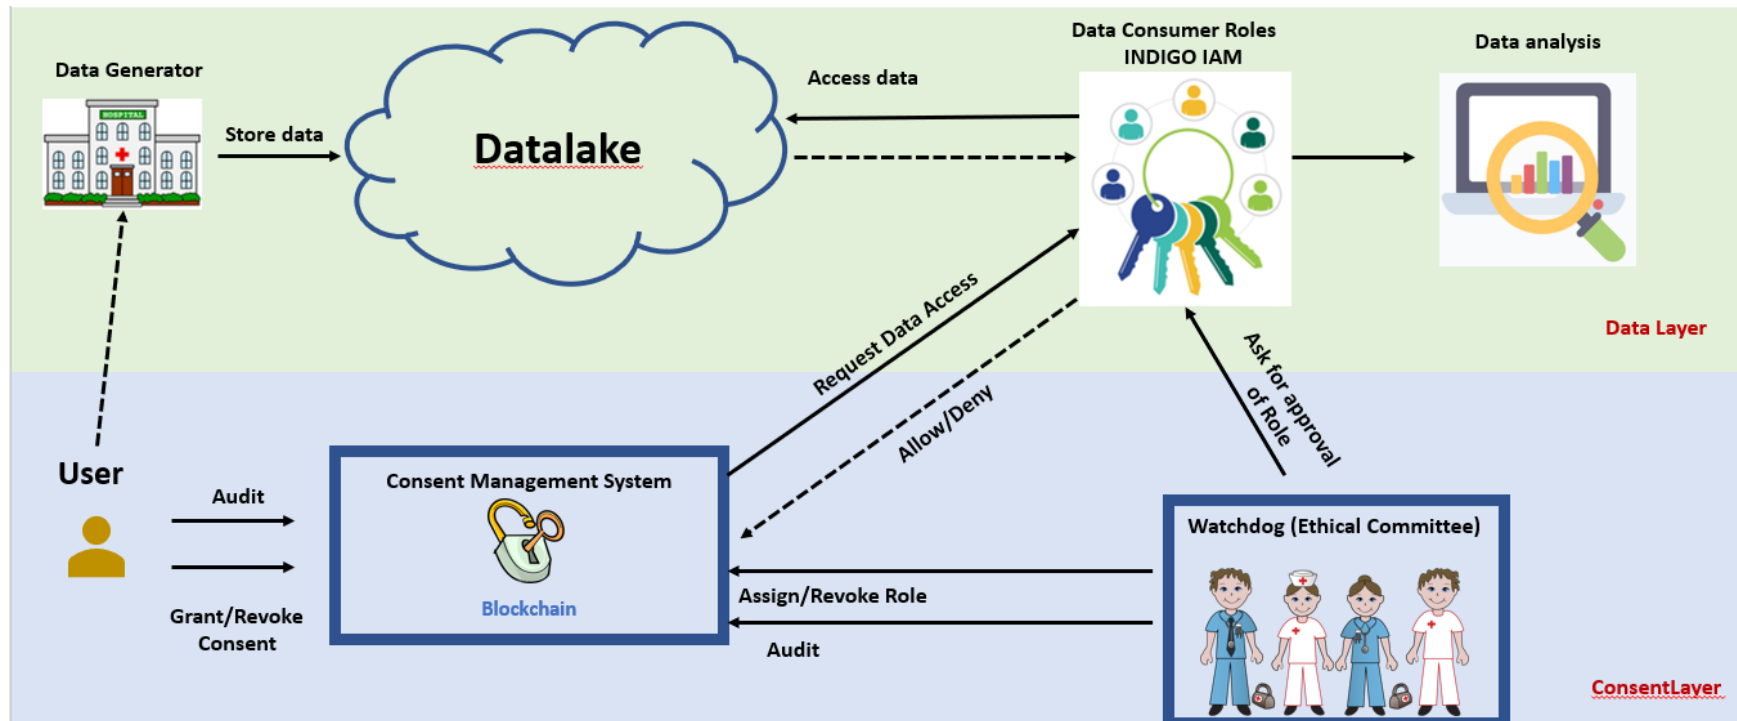 Data Generator
HOSPITAL
Store data
Datalake
Access data
Data Consumer Roles
INDIGO IAM
Data analysis
Data Layer
Request Data Access
Allow/Deny
Ask for approval
of Role
User
Audit
Grant/Revoke
Consent
Consent Management System
Blockchain
Assign/Revoke Role
Audit
Watchdog (Ethical Committee)
ConsentLayer